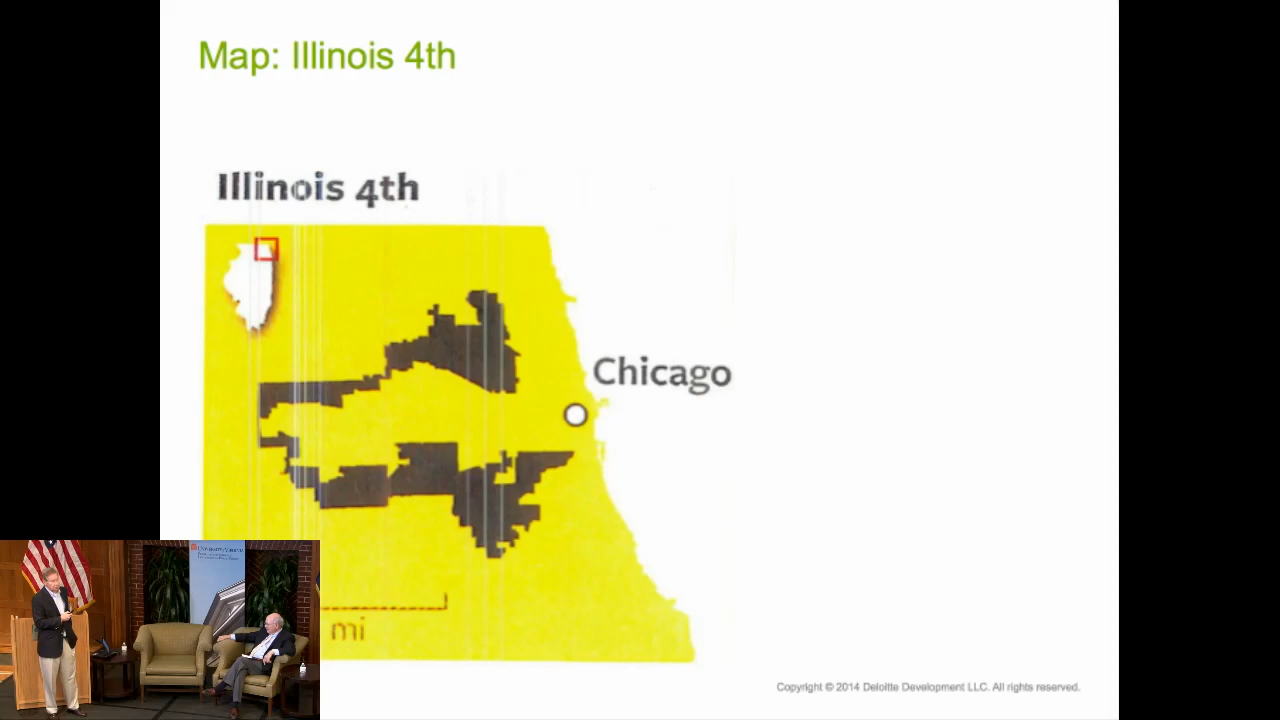 Map: Illinois 4th
Illinois 4th
Chicago
mi
Copyright © 2014 Deloitte Development LLC. All rights reserved.